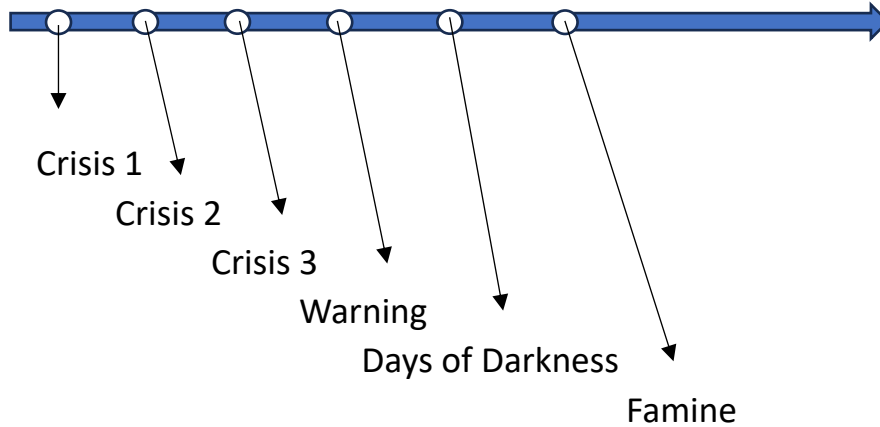 Crisis 1
Crisis 2
Crisis 3
Warning
Days of Darkness
Famine